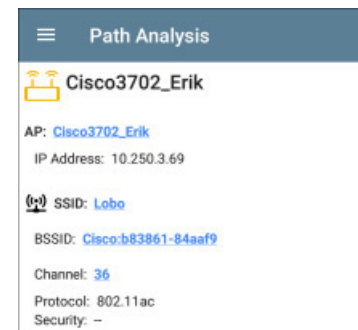 Path Analysis
Cisco3702_Erik
AP: Cisco3702_Erik
IP Address: 10.250.3.69
SSID: Lobo
BSSID: Cisco:b83861-84aaf9
Channel: 36
Protocol: 802.11ac
Security: --